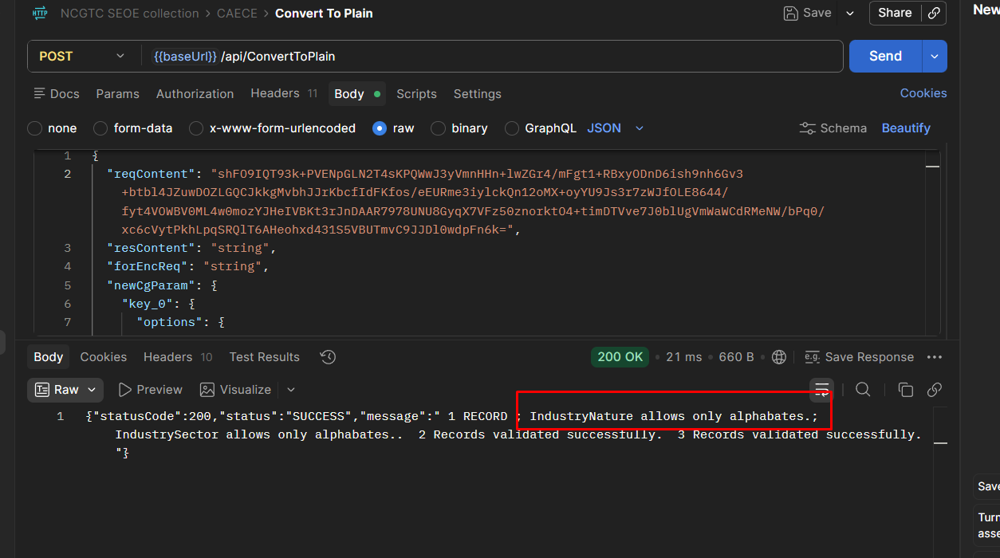 HTTP NCGTC SEOE collection > CAECE > Convert To Plain Save Share
New
POST {{baseUrl}} /api/ConvertToPlain Send
Docs Params Authorization Headers 11 Body Scripts Settings Cookies
none form-data x-www-form-urlencoded raw binary GraphQL JSON Schema Beautify
1 {
2 "reqContent": "shFO9IQT93k+PVENpGLN2T4sKPQWwJ3yVmnHHn+lwZGr4/mFgt1+RBxyODnD6ish9nh6Gv3
+btbl4JZuwDOZLGQCJkkgMvbhJJrKbcfIdFKfos/eEURme3iylckQn12oMX+oyYU9Js3r7zWJfOLE8644/
fyt4VOWBV0ML4w0mozYJHeIVBKt3rJnDAAR7978UNU8GyqX7VFz50znorktO4+timDTVve7J0blUgVmWaWCdRMeNW/bPq0/
xc6cVytPkhLpqSRQlT6AHeohxd431S5VBUTmvC9JJDl0wdpFn6k=",
3 "resContent": "string",
4 "forEncReq": "string",
5 "newCgParam": {
6 "key_0": {
7 "options": {
Body Cookies Headers 10 Test Results 200 OK • 21 ms • 660 B • e.g. Save Response
Raw Preview Visualize
1 {"statusCode":200,"status":"SUCCESS","message":" 1 RECORD ; IndustryNature allows only alphabates.;
IndustrySector allows only alphabates.. 2 Records validated successfully. 3 Records validated successfully.
"}
Save
Turn
asse